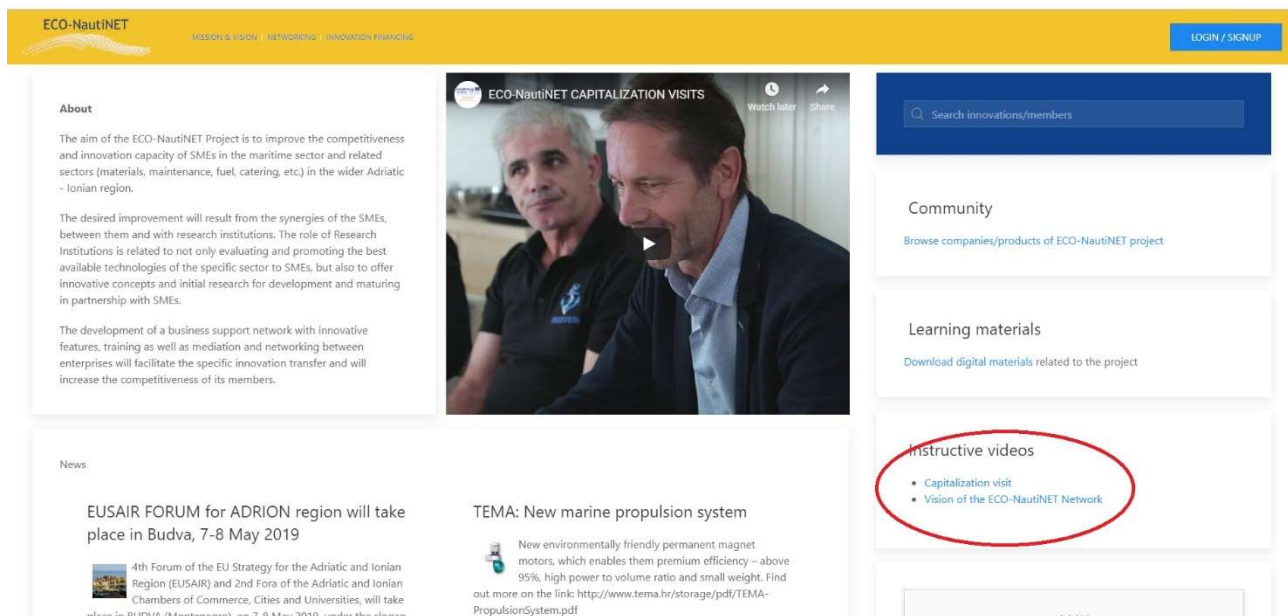 ECO-NautiNET
MISSION & VISION | NETWORKING | INNOVATION FINANCING
LOGIN / SIGNUP
About
The aim of the ECO-NautiNET Project is to improve the competitiveness
and innovation capacity of SMEs in the maritime sector and related
sectors (materials, maintenance, fuel, catering, etc.) in the wider Adriatic
- Ionian region.
The desired improvement will result from the synergies of the SMEs,
between them and with research institutions. The role of Research
Institutions is related to not only evaluating and promoting the best
available technologies of the specific sector to SMEs, but also to offer
innovative concepts and initial research for development and maturing
in partnership with SMEs.
The development of a business support network with innovative
features, training as well as mediation and networking between
enterprises will facilitate the specific innovation transfer and will
increase the competitiveness of its members.
ECO-NautiNET CAPITALIZATION VISITS
Watch later
Share
Search innovations/members
Community
Browse companies/products of ECO-NautiNET project
Learning materials
Download digital materials related to the project
Instructive videos
• Capitalization visit
• Vision of the ECO-NautiNET Network
News
EUSAIR FORUM for ADRION region will take
place in Budva, 7-8 May 2019
4th Forum of the EU Strategy for the Adriatic and Ionian
Region (EUSAIR) and 2nd Fora of the Adriatic and Ionian
Chambers of Commerce, Cities and Universities, will take
place in BUDVA (Montenegro), on 7-8 May 2019, under the slogan
TEMA: New marine propulsion system
New environmentally friendly permanent magnet
motors, which enables them premium efficiency – above
95%, high power to volume ratio and small weight. Find
out more on the link: http://www.tema.hr/storage/pdf/TEMA-
PropulsionSystem.pdf